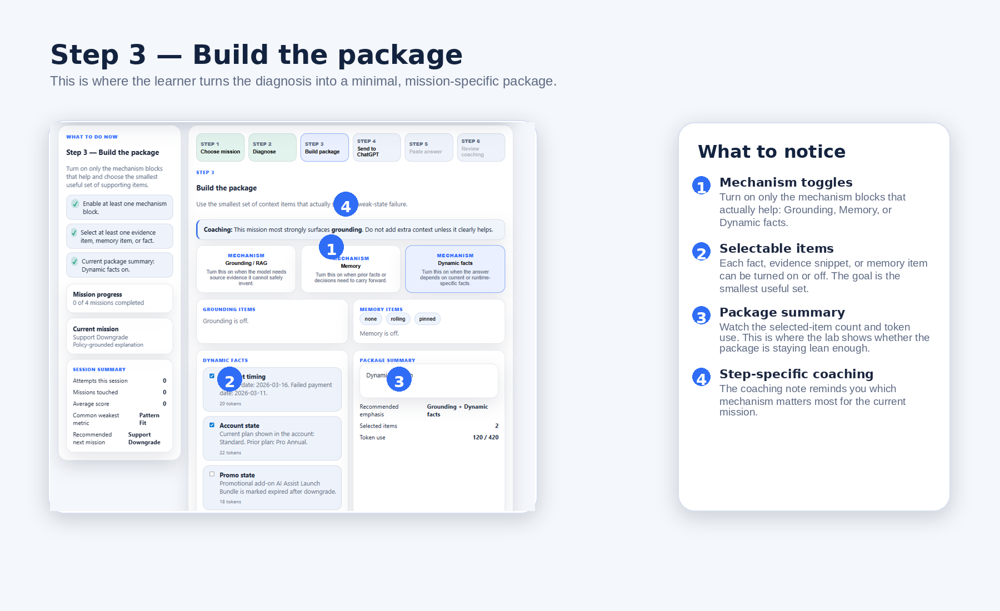 Step 3 — Build the package
This is where the learner turns the diagnosis into a minimal, mission-specific package.
WHAT TO DO NOW
Step 3 — Build the package
Turn on only the mechanism blocks
that help and choose the smallest
useful set of supporting items.
✓ Enable at least one mechanism
block.
✓ Select at least one evidence
item, memory item, or fact.
✓ Current package summary:
Dynamic facts on.
Mission progress
0 of 4 missions completed
Current mission
Support Downgrade
Policy-grounded explanation
SESSION SUMMARY
Attempts this session 0
Missions touched 0
Average score 0
Common weakest Pattern
metric Fit
Recommended Support
next mission Downgrade
STEP 1
Choose mission
STEP 2
Diagnose
STEP 3
Build package
STEP 4
Send to
ChatGPT
STEP 5
Paste answer
STEP 6
Review
coaching
STEP 3
Build the package
Use the smallest set of context items that actually 4 weak-state failure.
Coaching: This mission most strongly surfaces grounding. Do not add extra context unless it clearly helps.
MECHANISM
Grounding / RAG
Turn this on when the model needs
source evidence it cannot safely
invent.
1
MECHANISM
Memory
Turn this on when prior facts or
decisions need to carry forward.
MECHANISM
Dynamic facts
Turn this on when the answer
depends on current or runtime-
specific facts.
GROUNDING ITEMS
Grounding is off.
MEMORY ITEMS
none rolling pinned
Memory is off.
DYNAMIC FACTS
2 timing
date: 2026-03-16. Failed payment
date: 2026-03-11.
20 tokens
Account state
Current plan shown in the account:
Standard. Prior plan: Pro Annual.
22 tokens
Promo state
Promotional add-on AI Assist Launch
Bundle is marked expired after downgrade.
18 tokens
PACKAGE SUMMARY
3
Recommended Grounding + Dynamic
emphasis facts
Selected items 2
Token use 120 / 420
What to notice
1 Mechanism toggles
Turn on only the mechanism blocks that
actually help: Grounding, Memory, or
Dynamic facts.
2 Selectable items
Each fact, evidence snippet, or memory item
can be turned on or off. The goal is the
smallest useful set.
3 Package summary
Watch the selected-item count and token
use. This is where the lab shows whether the
package is staying lean enough.
4 Step-specific coaching
The coaching note reminds you which
mechanism matters most for the current
mission.